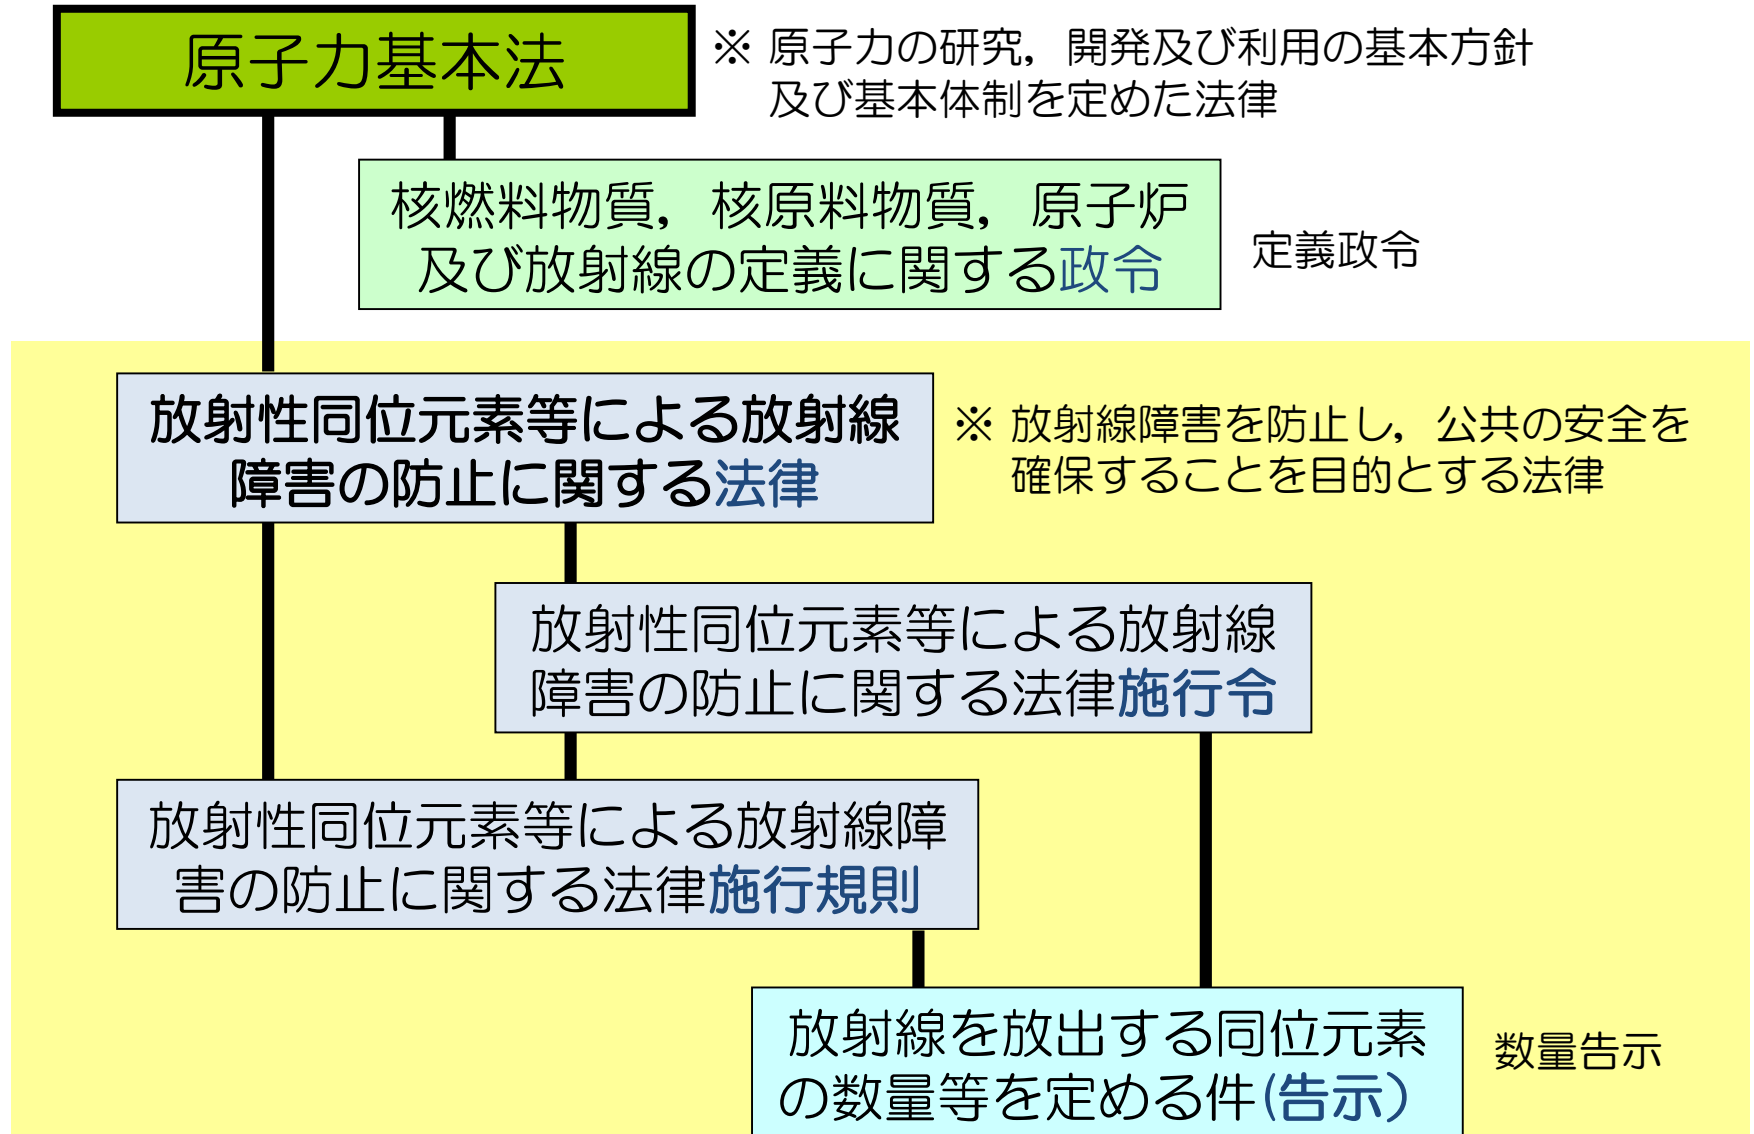 原子力基本法
※ 原子力の研究，開発及び利用の基本方針
及び基本体制を定めた法律
核燃料物質，核原料物質，原子炉
及び放射線の定義に関する政令
定義政令
放射性同位元素等による放射線
障害の防止に関する法律
※ 放射線障害を防止し，公共の安全を
確保することを目的とする法律
放射性同位元素等による放射線
障害の防止に関する法律施行令
放射性同位元素等による放射線障
害の防止に関する法律施行規則
放射線を放出する同位元素
の数量等を定める件(告示）
数量告示